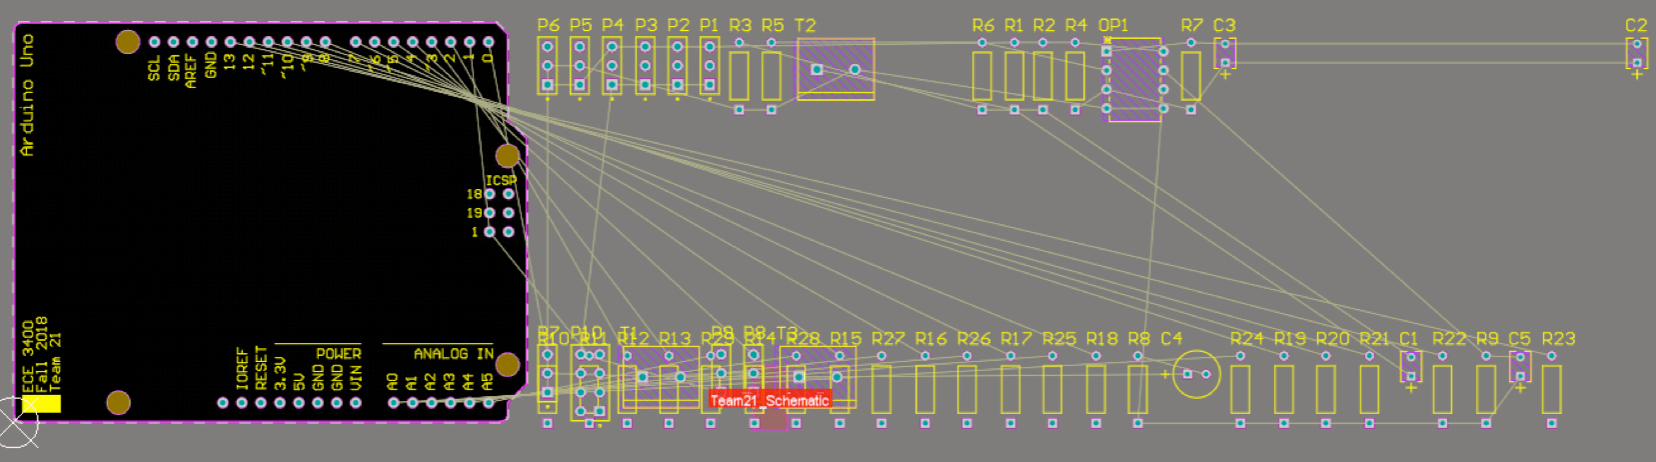 P6 P5 P4 P3 P2 P1 R3 R5 T2 R6 R1 R2 R4 OP1 R7 C3 C2
Arduino Uno
SCL
SDA
AREF
GND
13
12
~11
~10
~9
8
7
~6
~5
4
~3
2
1
0
ICSP
18
19
1
ECE 3400
Fall 2018
Team 21
IOREF
RESET
3.3V
5V
GND
GND
VIN
POWER
ANALOG IN
A0
A1
A2
A3
A4
A5
R10 P10 R11 T1 R12 R13 P8 R14 T3 R28 R15 R27 R16 R26 R17 R25 R18 R8 C4 R24 R19 R20 R21 C1 R22 R9 C5 R23
Team21_Schematic